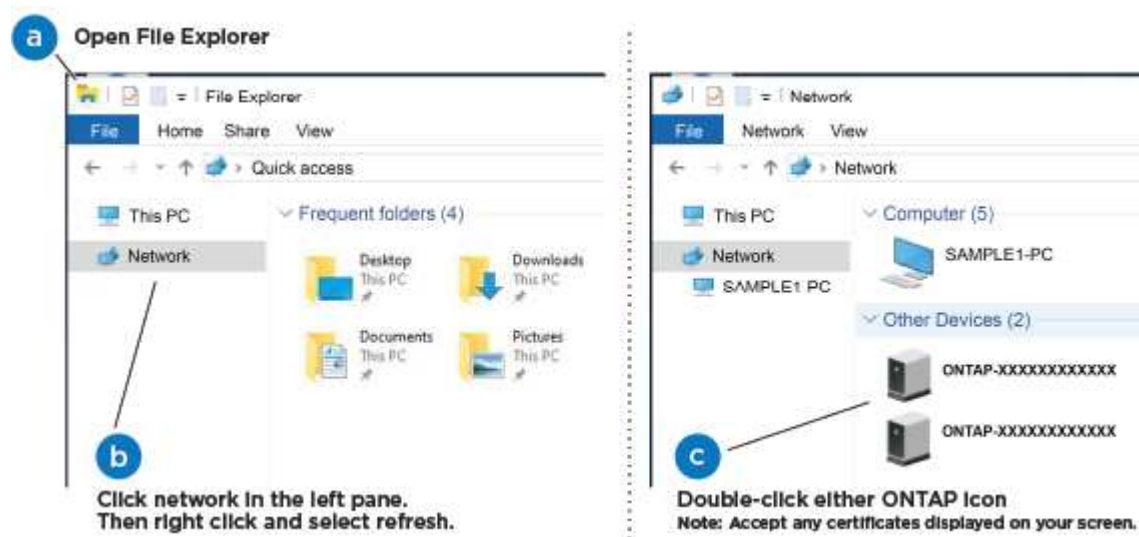 a Open File Explorer
File Explorer
File Home Share View
Quick access
This PC
Network
Frequent folders (4)
Desktop
This PC
Downloads
This PC
Documents
This PC
Pictures
This PC
b
Click network in the left pane.
Then right click and select refresh.
Network
File Network View
Network
This PC
Network
SAMPLE1 PC
Computer (5)
SAMPLE1-PC
Other Devices (2)
ONTAP-XXXXXXXXXXXX
ONTAP-XXXXXXXXXXXX
c
Double-click either ONTAP icon
Note: Accept any certificates displayed on your screen.